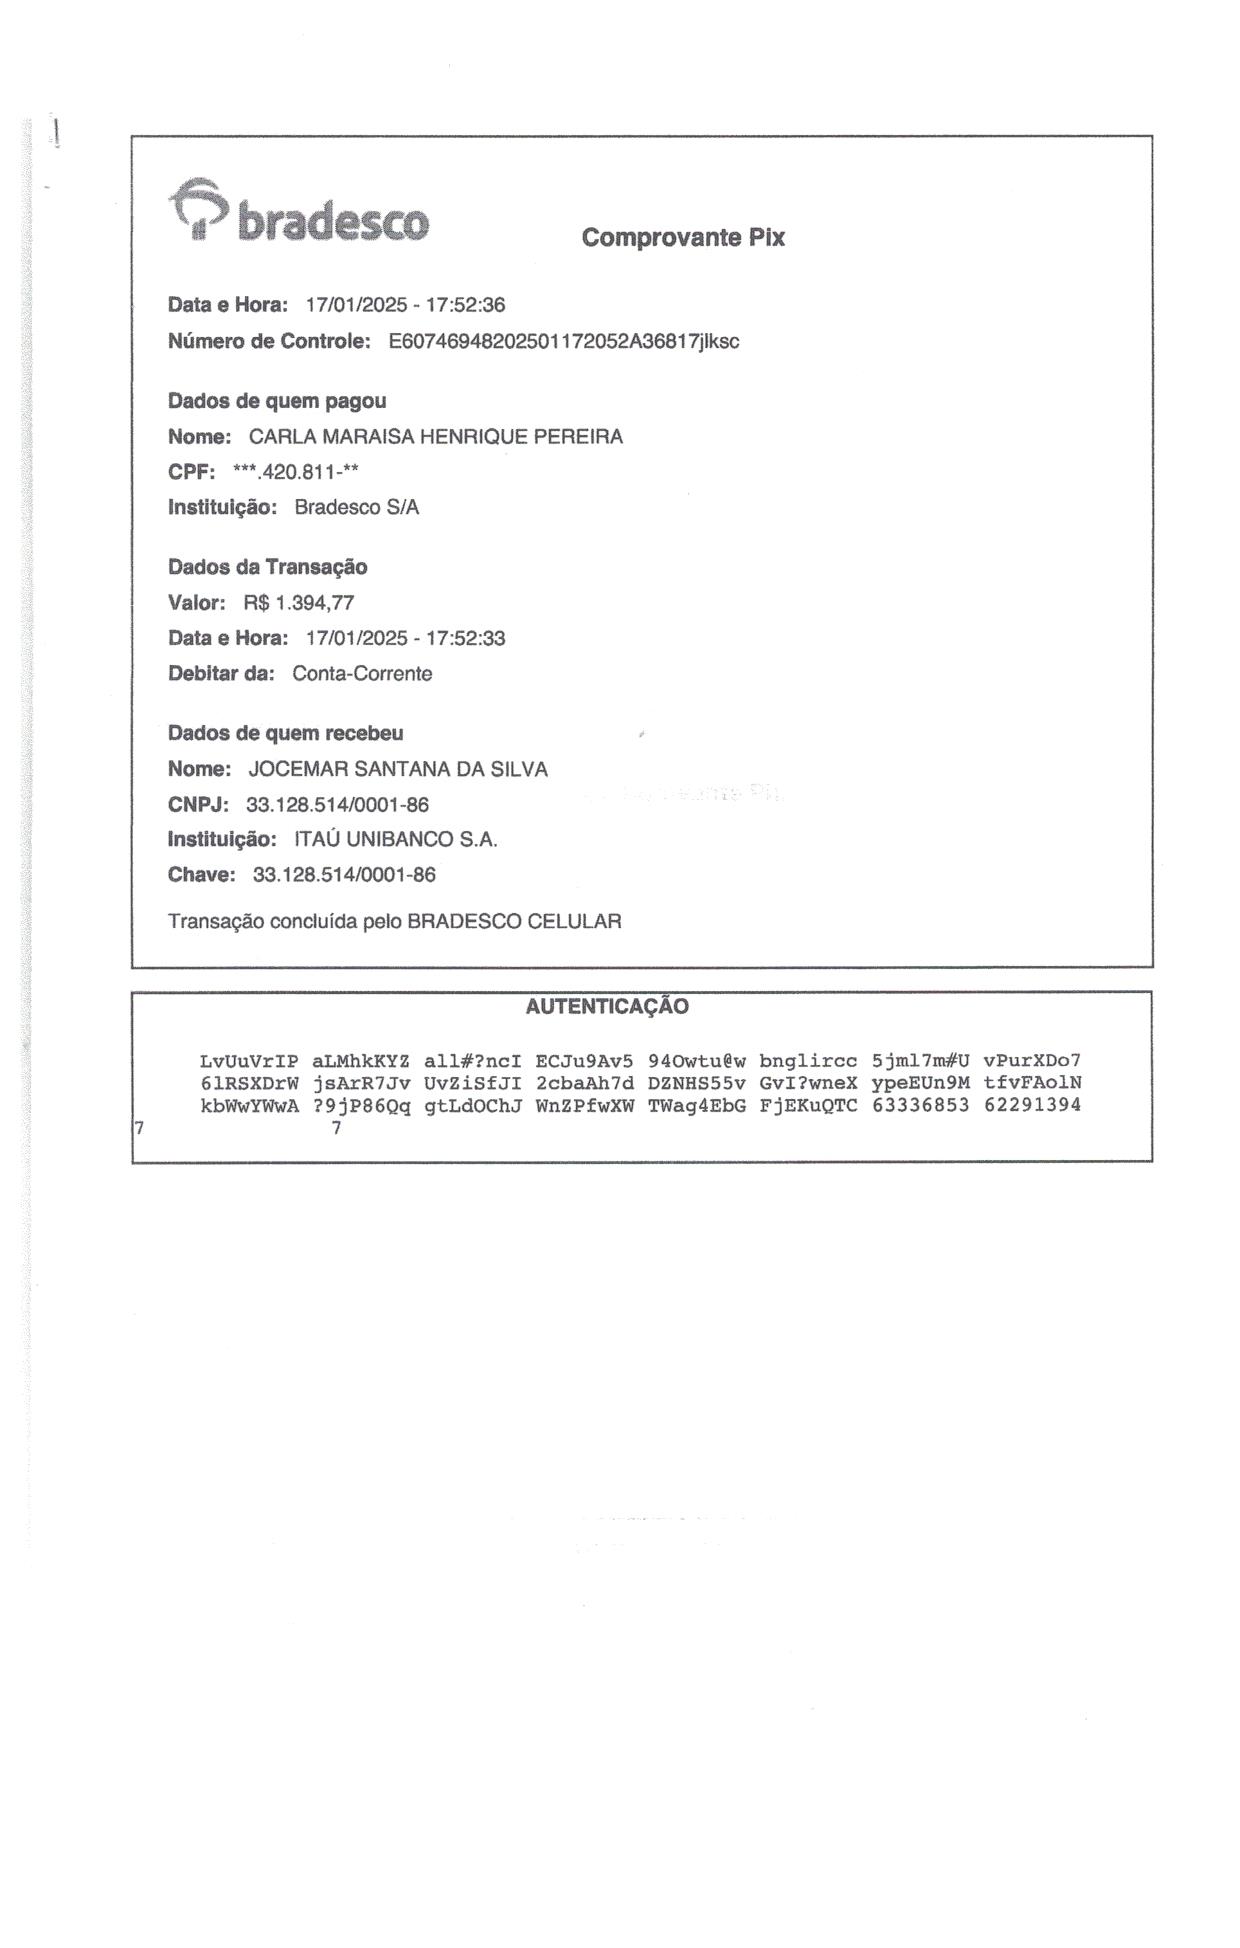 bradesco
Comprovante Pix
Data e Hora: 17/01/2025 - 17:52:36
Número de Controle: E60746948202501172052A36817jlksc
Dados de quem pagou
Nome: CARLA MARAISA HENRIQUE PEREIRA
CPF: ***.420.811-**
Instituição: Bradesco S/A
Dados da Transação
Valor: R$ 1.394,77
Data e Hora: 17/01/2025 - 17:52:33
Debitar da: Conta-Corrente
Dados de quem recebeu
Nome: JOCEMAR SANTANA DA SILVA
CNPJ: 33.128.514/0001-86
Instituição: ITAÚ UNIBANCO S.A.
Chave: 33.128.514/0001-86
Transação concluída pelo BRADESCO CELULAR
AUTENTICAÇÃO
LvUuVrIP aLMhkKYZ all#?ncI ECJu9Av5 94Owtu@w bnglircc 5jml7m#U vPurXDo7
6lRSXDrW jsArR7Jv UvZiSfJI 2cbaAh7d DZNHS55v GvI?wneX ypeEUn9M tfvFAolN
kbWwYWwA ?9jP86Qq gtLdOChJ WnZPfwXW TWag4EbG FjEKuQTC 63336853 62291394
7 7